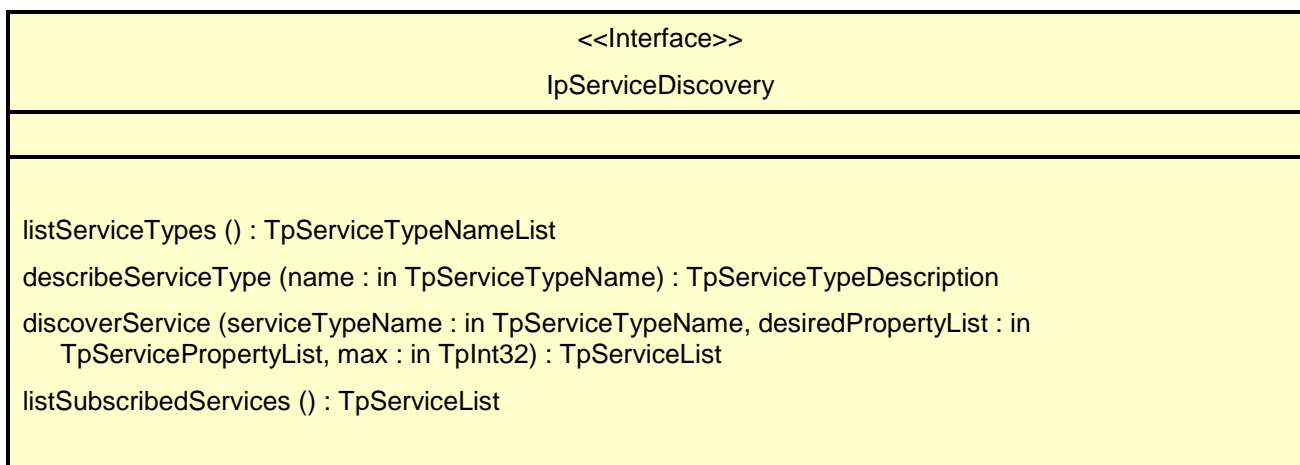 <<Interface>>
IpServiceDiscovery
listServiceTypes () : TpServiceTypeNameList
describeServiceType (name : in TpServiceTypeName) : TpServiceTypeDescription
discoverService (serviceTypeName : in TpServiceTypeName, desiredPropertyList : in
TpServicePropertyList, max : in TpInt32) : TpServiceList
listSubscribedServices () : TpServiceList